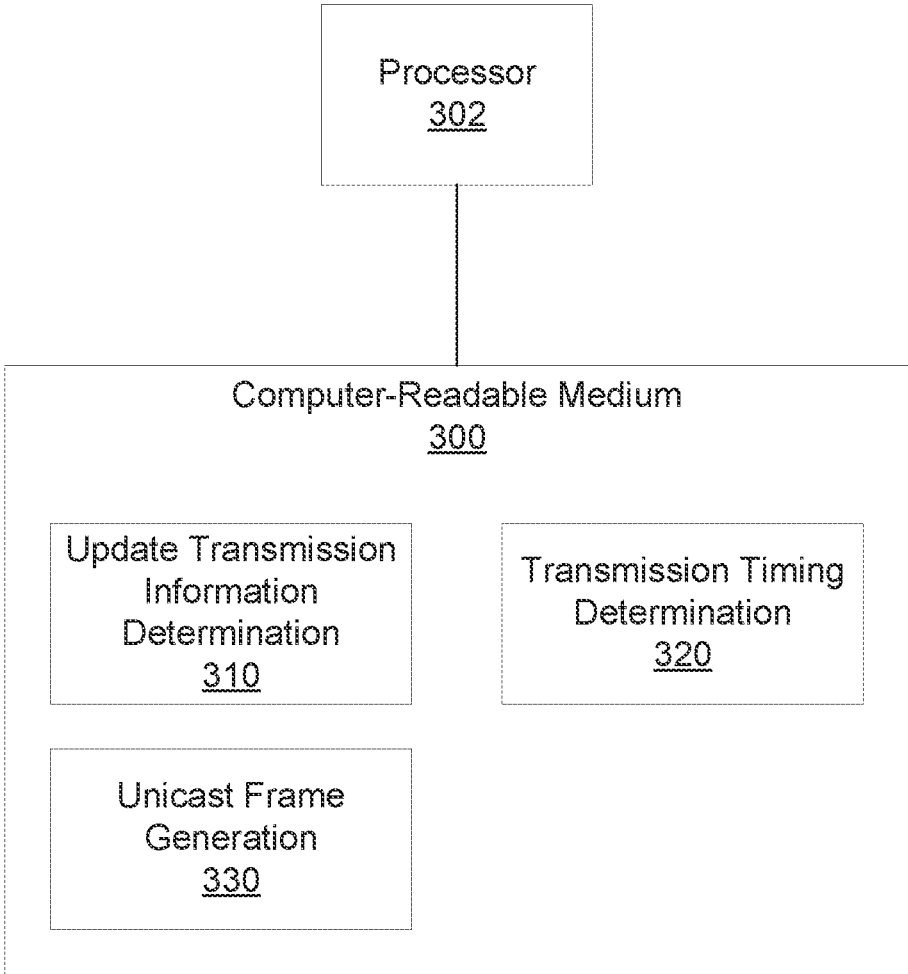 Processor
302
Computer-Readable Medium
300
Update Transmission
Information
Determination
310
Transmission Timing
Determination
320
Unicast Frame
Generation
330